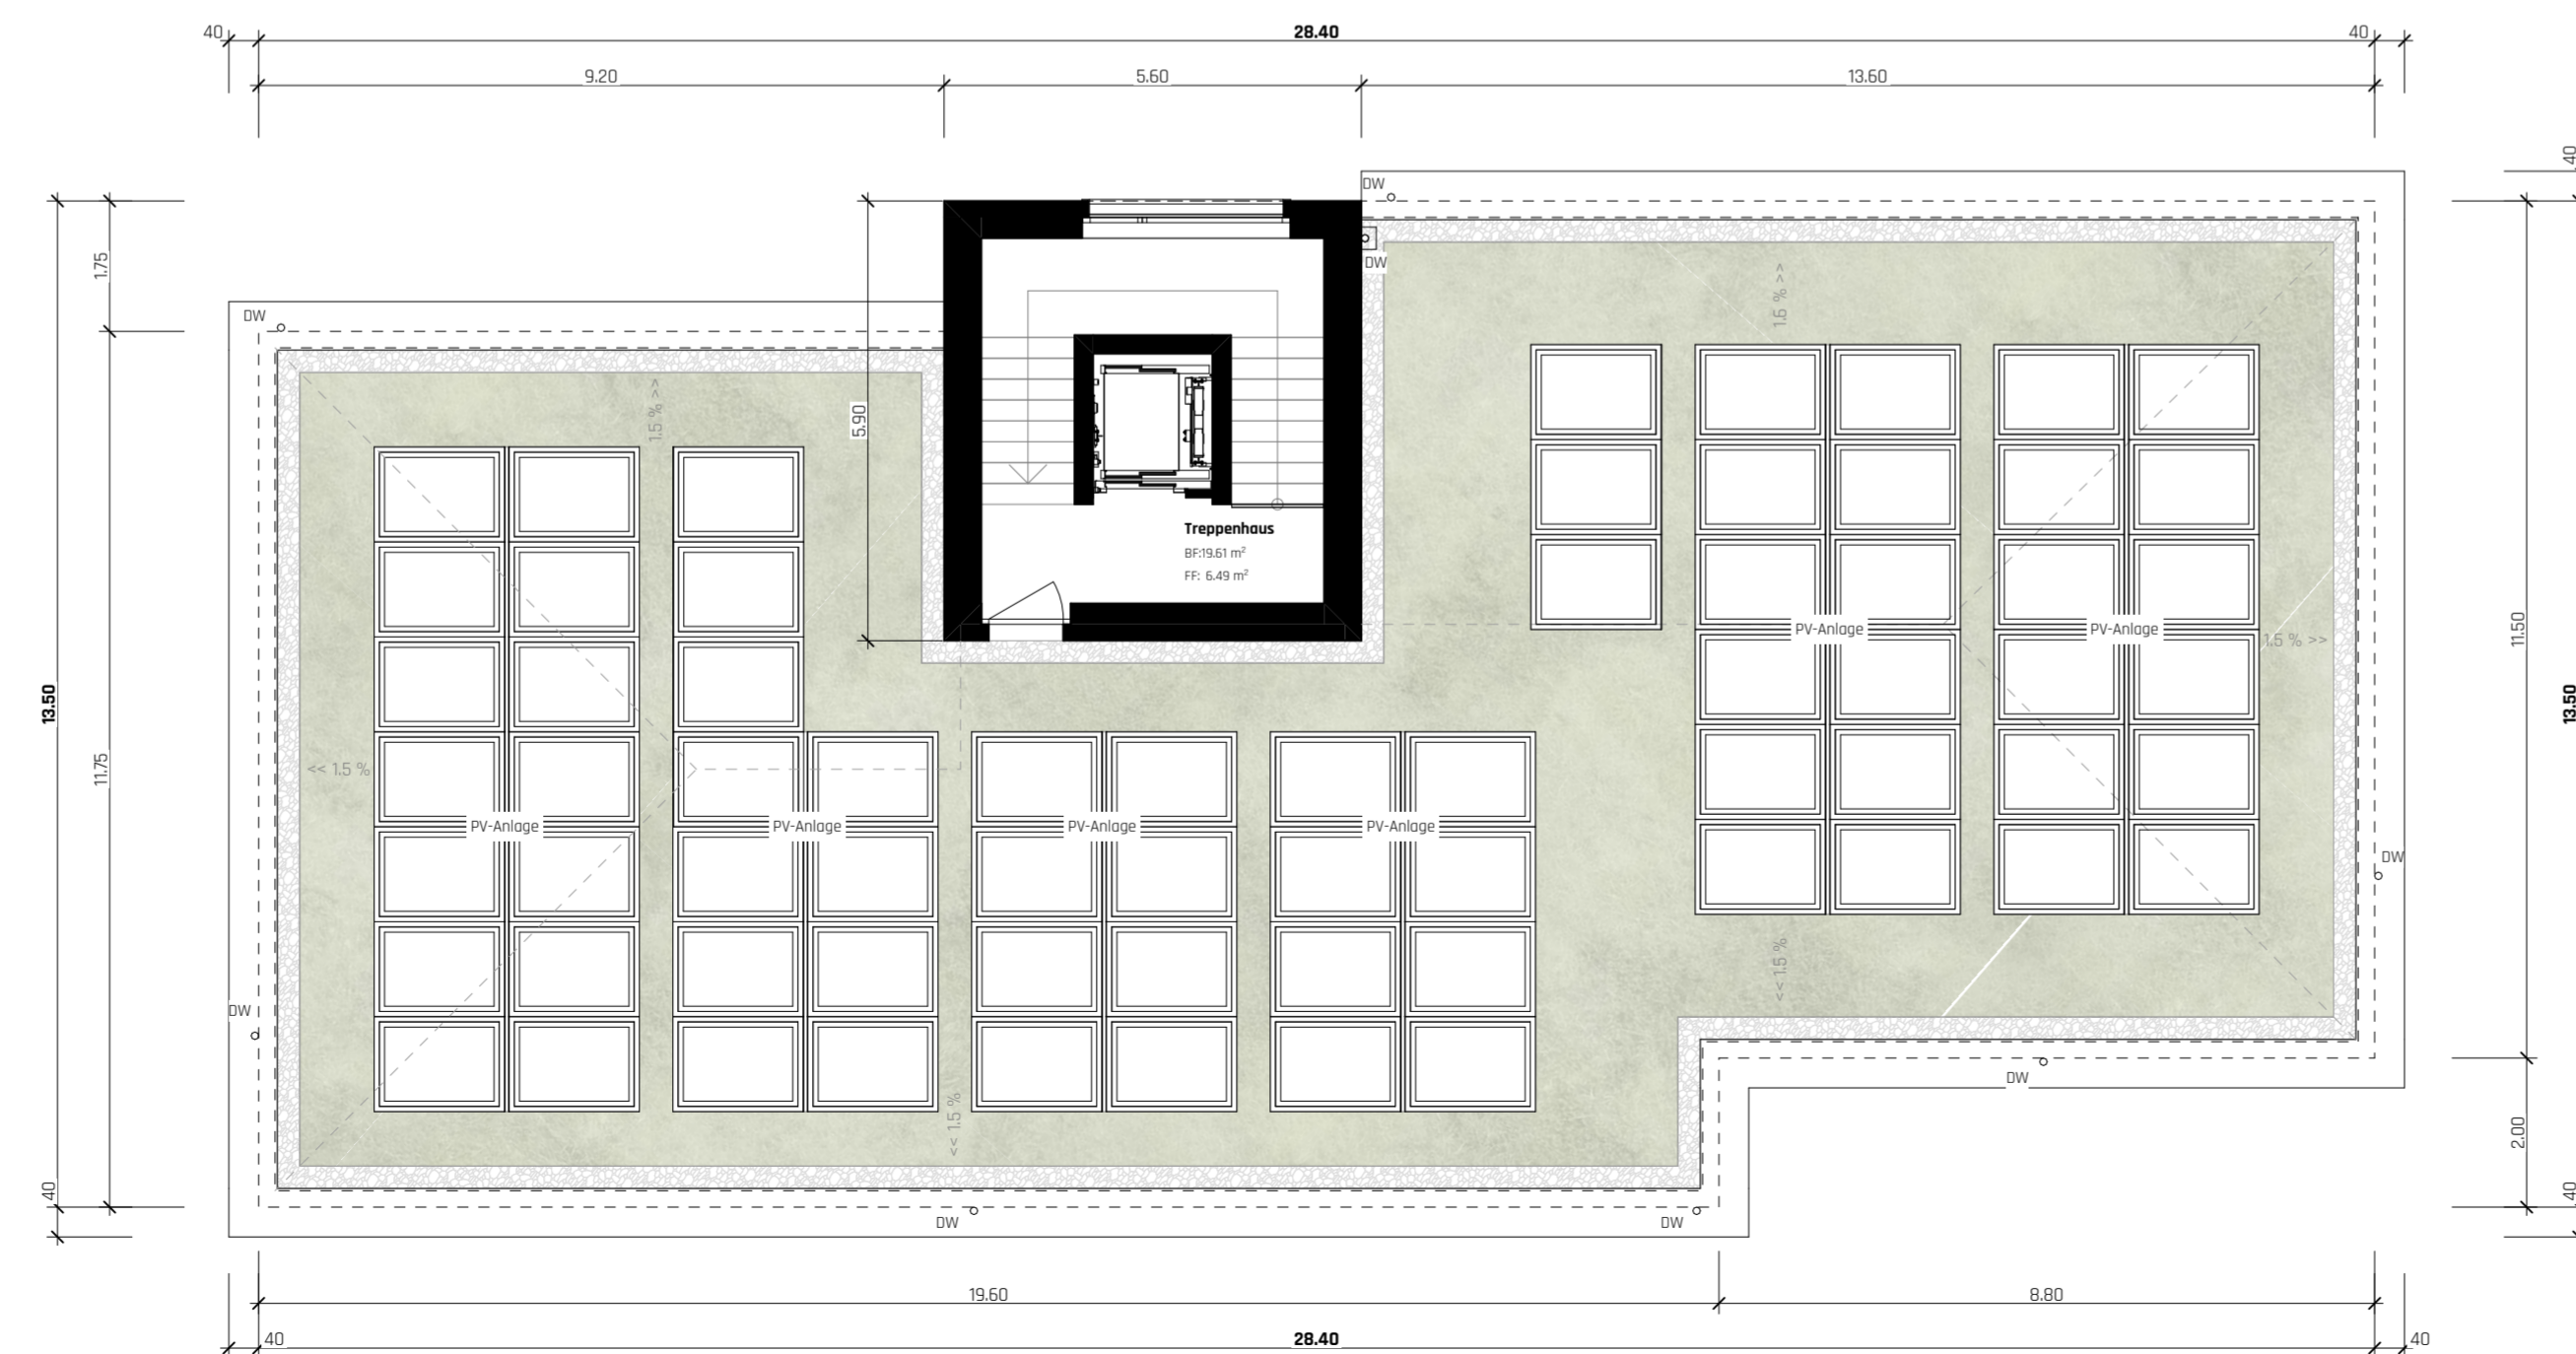 40
28.40
40
9.20
5.60
13.60
40
DW
DW
DW
1.75
1.6 % >>
1.5 % >>
5.90
Treppenhaus
BF:19.61 m²
FF: 6.49 m²
11.50
PV-Anlage
PV-Anlage
1.5 % >>
13.50
13.50
11.75
<< 1.5 %
PV-Anlage
PV-Anlage
PV-Anlage
PV-Anlage
DW
<< 1.5 %
DW
DW
<< 1.5 %
2.00
40
40
DW
DW
19.60
8.80
40
28.40
40